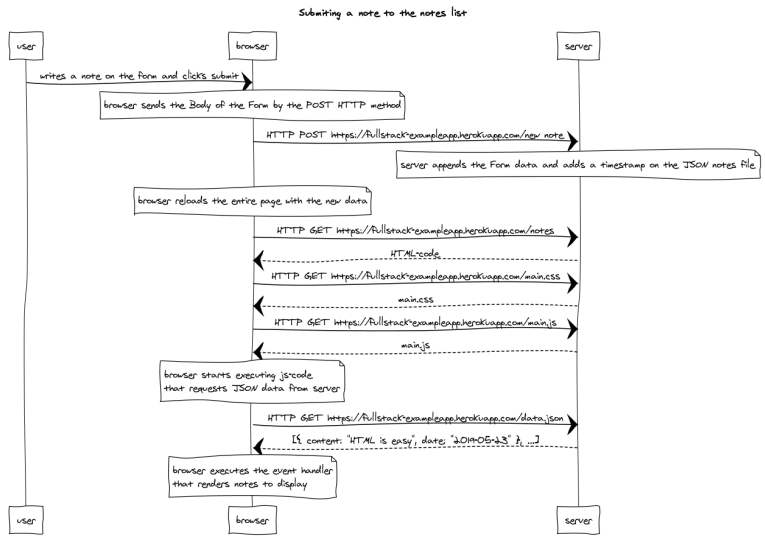 Submiting a note to the notes list
user
browser
server
writes a note on the form and clicks submit
browser sends the Body of the Form by the POST HTTP method
HTTP POST https://fullstack-exampleapp.herokuapp.com/new_note
server appends the Form data and adds a timestamp on the JSON notes file
browser reloads the entire page with the new data
HTTP GET https://fullstack-exampleapp.herokuapp.com/notes
HTML-code
HTTP GET https://fullstack-exampleapp.herokuapp.com/main.css
main.css
HTTP GET https://fullstack-exampleapp.herokuapp.com/main.js
main.js
browser starts executing js-code
that requests JSON data from server
HTTP GET https://fullstack-exampleapp.herokuapp.com/data.json
[{ content: "HTML is easy", date: "2019-05-23" }, ...]
browser executes the event handler
that renders notes to display
user
browser
server